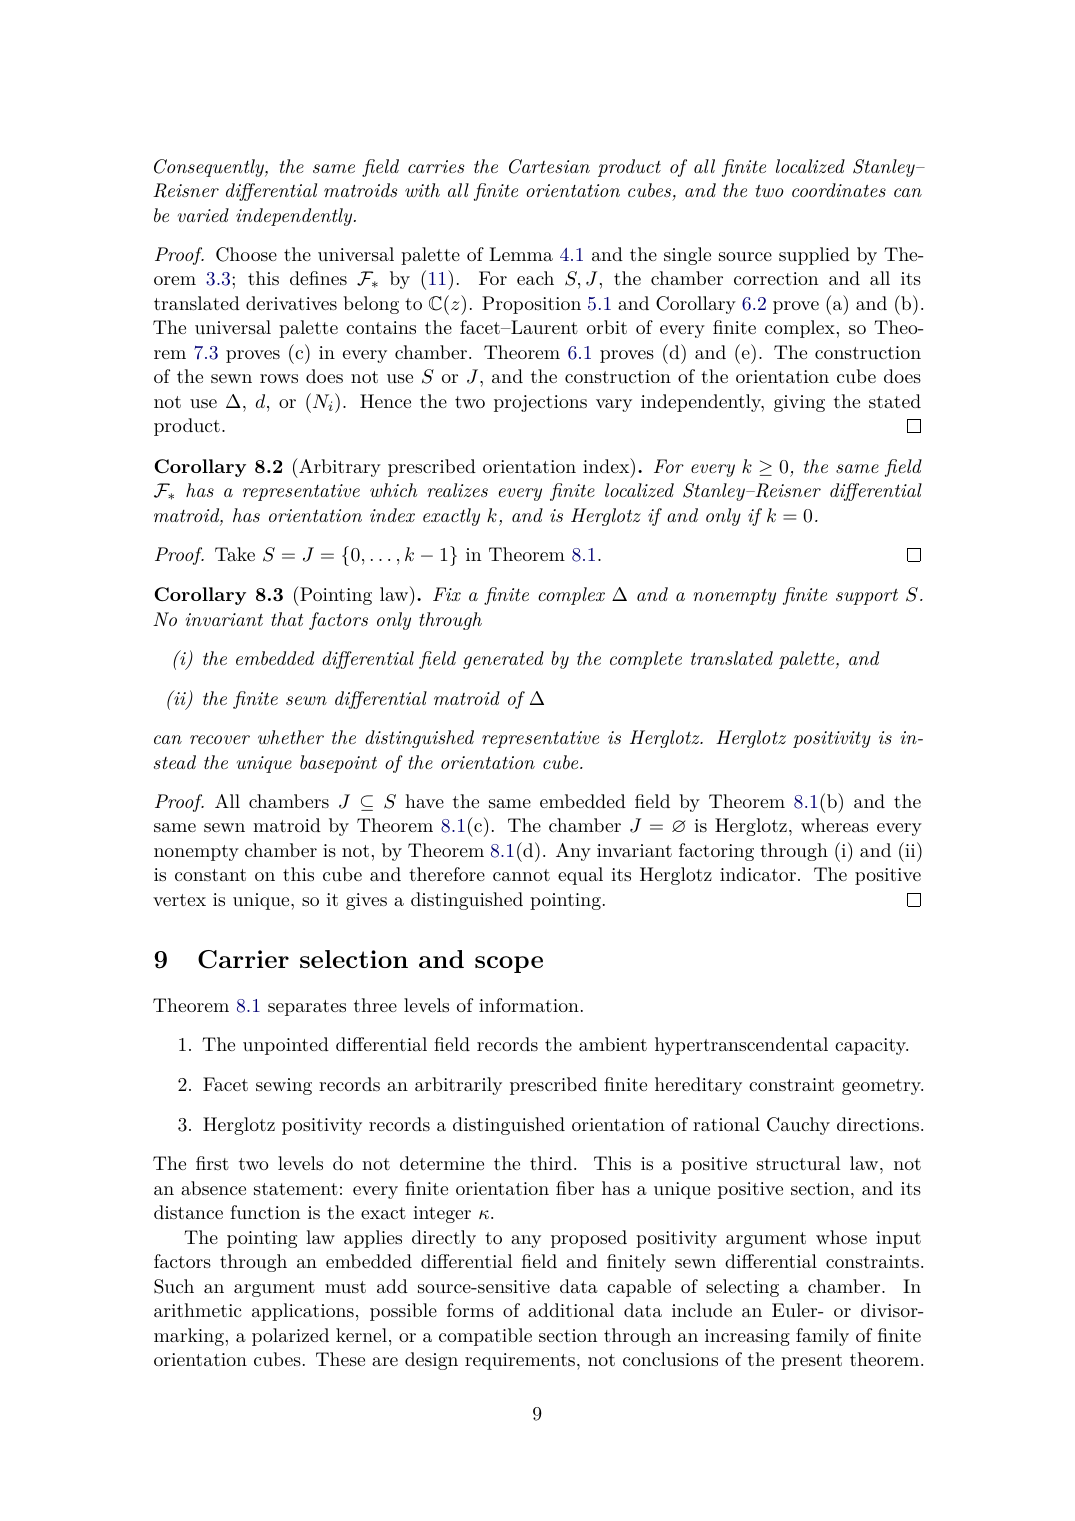 Consequently, the same field carries the Cartesian product of all finite localized Stanley–
Reisner differential matroids with all finite orientation cubes, and the two coordinates can
be varied independently.
Proof. Choose the universal palette of Lemma 4.1 and the single source supplied by The-
orem 3.3; this defines ℱ∗ by (11). For each S, J, the chamber correction and all its
translated derivatives belong to ℂ(z). Proposition 5.1 and Corollary 6.2 prove (a) and (b).
The universal palette contains the facet–Laurent orbit of every finite complex, so Theo-
rem 7.3 proves (c) in every chamber. Theorem 6.1 proves (d) and (e). The construction
of the sewn rows does not use S or J, and the construction of the orientation cube does
not use Δ, d, or (Nᵢ). Hence the two projections vary independently, giving the stated
product. □
Corollary 8.2 (Arbitrary prescribed orientation index). For every k ≥ 0, the same field
ℱ∗ has a representative which realizes every finite localized Stanley–Reisner differential
matroid, has orientation index exactly k, and is Herglotz if and only if k = 0.
Proof. Take S = J = {0, . . . , k − 1} in Theorem 8.1. □
Corollary 8.3 (Pointing law). Fix a finite complex Δ and a nonempty finite support S.
No invariant that factors only through
(i) the embedded differential field generated by the complete translated palette, and
(ii) the finite sewn differential matroid of Δ
can recover whether the distinguished representative is Herglotz. Herglotz positivity is in-
stead the unique basepoint of the orientation cube.
Proof. All chambers J ⊆ S have the same embedded field by Theorem 8.1(b) and the
same sewn matroid by Theorem 8.1(c). The chamber J = ∅ is Herglotz, whereas every
nonempty chamber is not, by Theorem 8.1(d). Any invariant factoring through (i) and (ii)
is constant on this cube and therefore cannot equal its Herglotz indicator. The positive
vertex is unique, so it gives a distinguished pointing. □
9 Carrier selection and scope
Theorem 8.1 separates three levels of information.
1. The unpointed differential field records the ambient hypertranscendental capacity.
2. Facet sewing records an arbitrarily prescribed finite hereditary constraint geometry.
3. Herglotz positivity records a distinguished orientation of rational Cauchy directions.
The first two levels do not determine the third. This is a positive structural law, not
an absence statement: every finite orientation fiber has a unique positive section, and its
distance function is the exact integer κ.
The pointing law applies directly to any proposed positivity argument whose input
factors through an embedded differential field and finitely sewn differential constraints.
Such an argument must add source-sensitive data capable of selecting a chamber. In
arithmetic applications, possible forms of additional data include an Euler- or divisor-
marking, a polarized kernel, or a compatible section through an increasing family of finite
orientation cubes. These are design requirements, not conclusions of the present theorem.
9